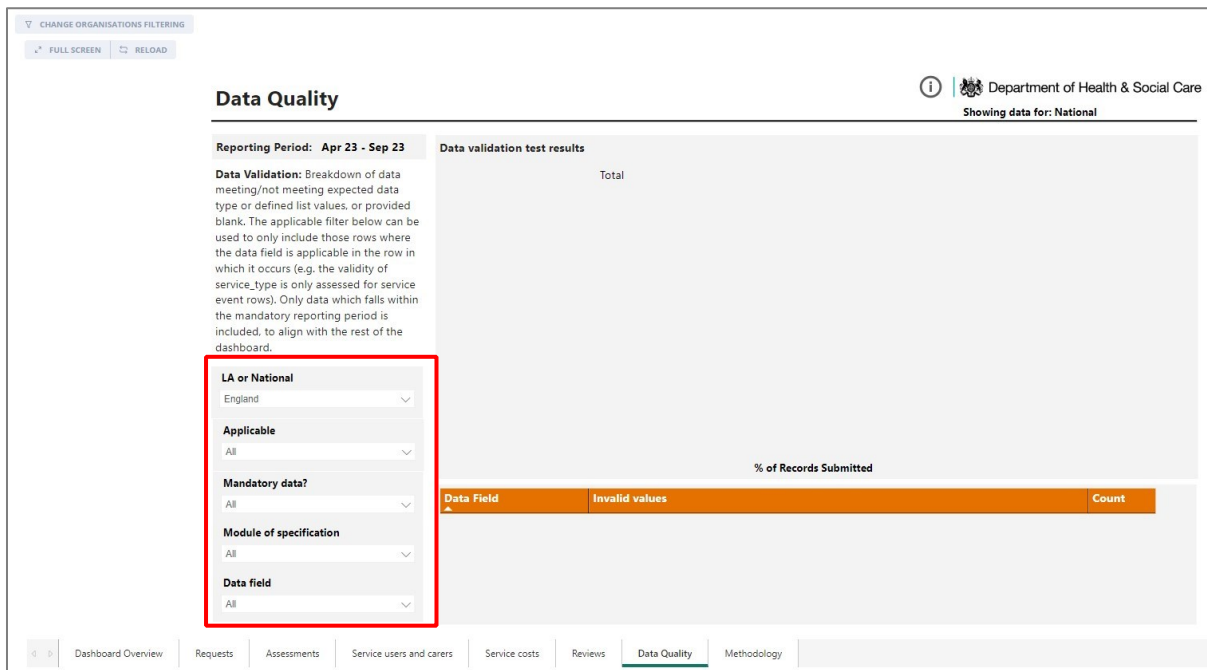 CHANGE ORGANISATIONS FILTERING
FULL SCREEN
RELOAD
Data Quality
Department of Health & Social Care
Showing data for: National
Reporting Period: Apr 23 - Sep 23
Data Validation: Breakdown of data
meeting/not meeting expected data
type or defined list values, or provided
blank. The applicable filter below can be
used to only include those rows where
the data field is applicable in the row in
which it occurs (e.g. the validity of
service_type is only assessed for service
event rows). Only data which falls within
the mandatory reporting period is
included, to align with the rest of the
dashboard.
LA or National
England
Applicable
All
Mandatory data?
All
Module of specification
All
Data field
All
Data validation test results
Total
% of Records Submitted
Data Field
Invalid values
Count
Dashboard Overview
Requests
Assessments
Service users and carers
Service costs
Reviews
Data Quality
Methodology